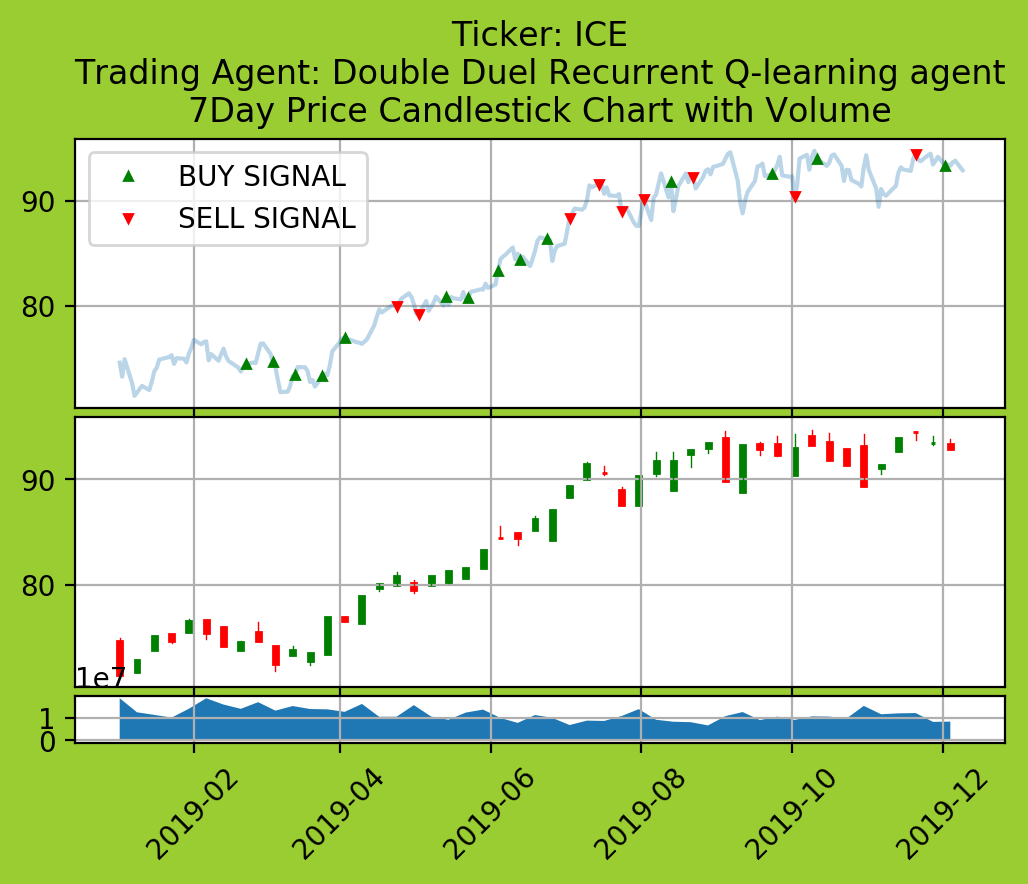 Ticker: ICE
Trading Agent: Double Duel Recurrent Q-learning agent
7Day Price Candlestick Chart with Volume
BUY SIGNAL
SELL SIGNAL
90
80
90
80
1e7
1
0
2019-02
2019-04
2019-06
2019-08
2019-10
2019-12